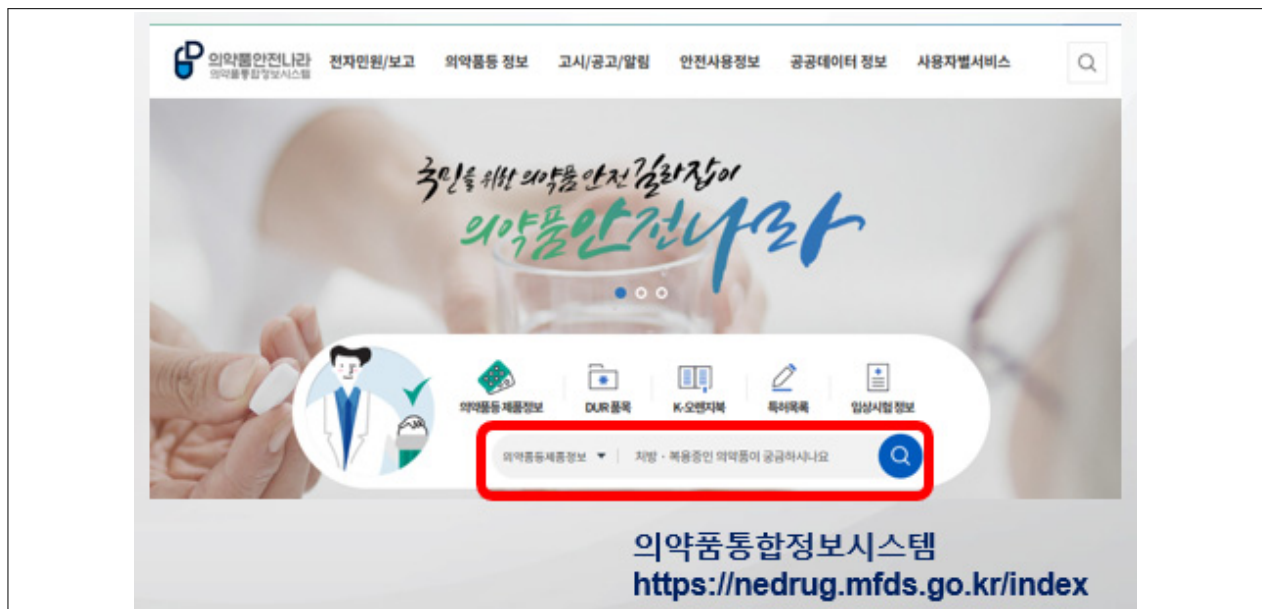 의약품안전나라
의약품통합정보시스템
전자민원/보고 의약품등 정보 고시/공고/알림 안전사용정보 공공데이터 정보 사용자별서비스
국민을 위한 의약품 안전 길라잡이
의약품안전나라
의약품등 제품정보 DUR 품목 K-오렌지북 특허목록 임상시험 정보
의약품등제품정보 처방·복용중인 의약품이 궁금하시나요
의약품통합정보시스템
https://nedrug.mfds.go.kr/index